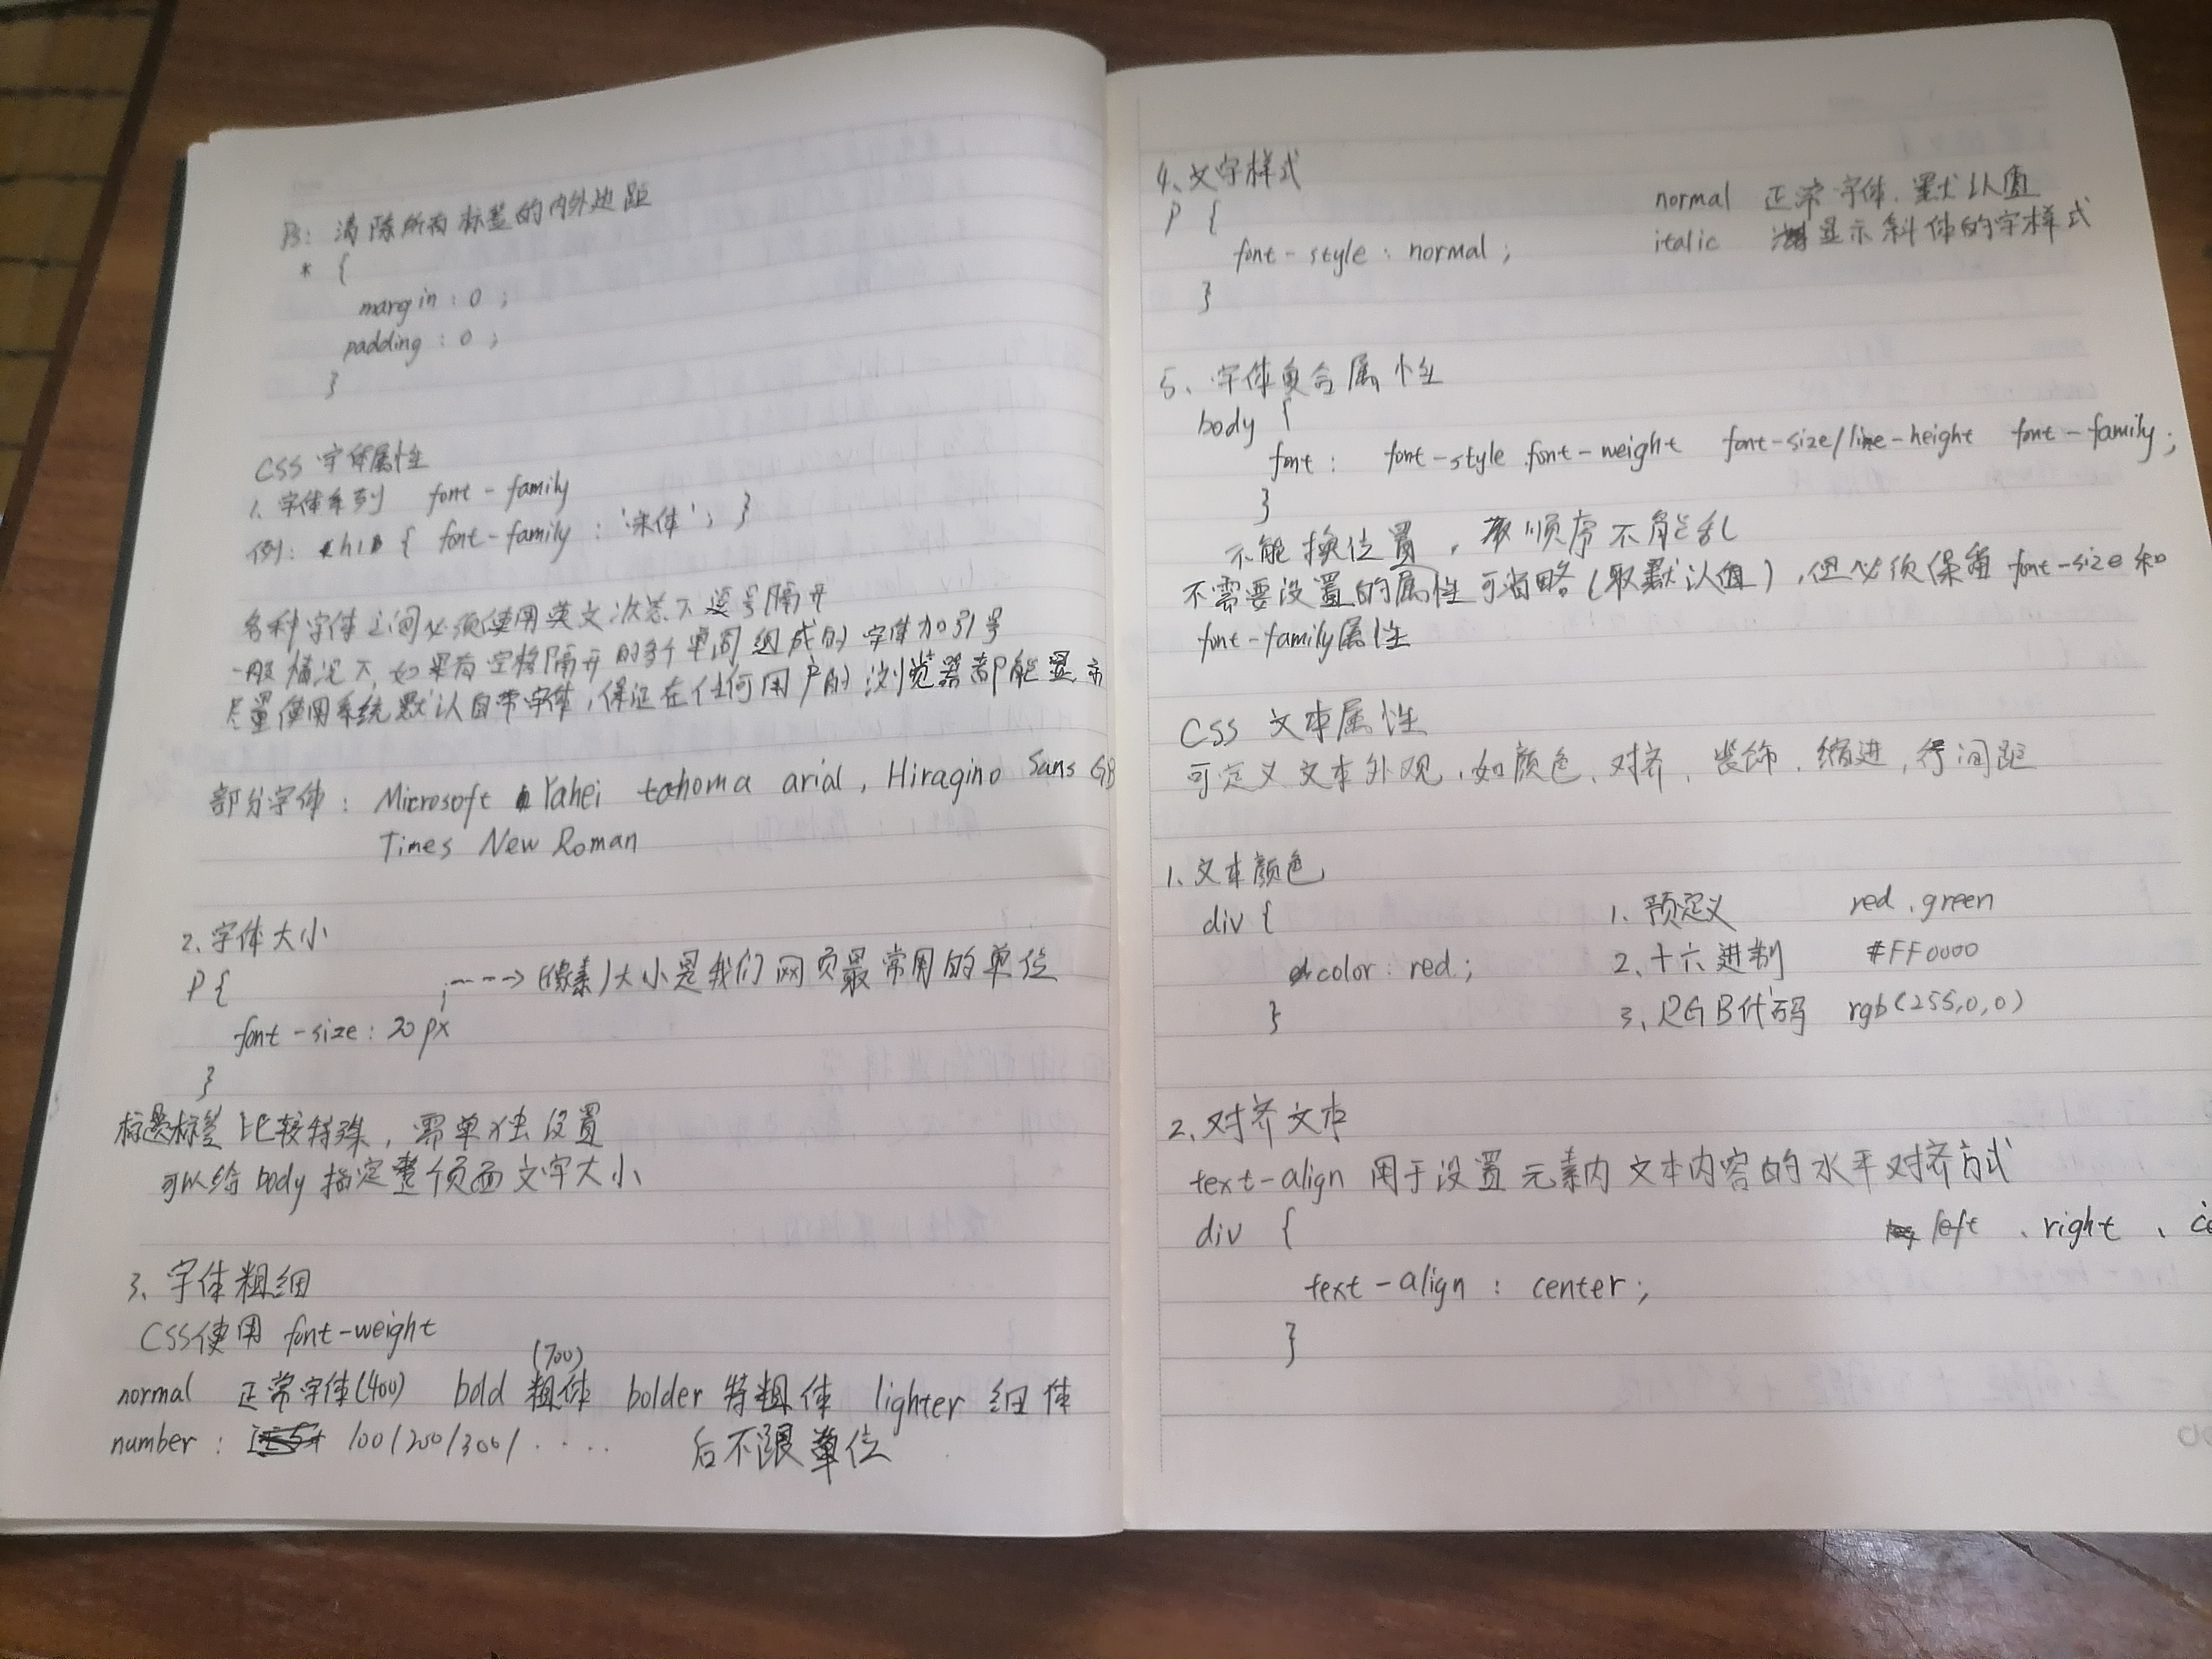 B: 清除所有标签的内外边距
* {
margin : 0 ;
padding : 0 ;
}
CSS 字体属性
1. 字体系列 font-family
例: h1 { font-family : '宋体'; }
各种字体之间必须使用英文状态下逗号隔开
一般情况下,如果有空格隔开的多个单词组成的字体加引号
尽量使用系统默认自带字体,保证在任何用户的浏览器都能显示
部分字体: Microsoft Yahei tahoma arial, Hiragino Sans GB
Times New Roman
2. 字体大小
P {
----> (像素)大小是我们网页最常用的单位
font-size: 20px
}
标题标签比较特殊,需单独设置
可以给 body 指定整个页面文字大小
3、字体粗细
CSS使用 font-weight
(700)
normal 正常字体(400) bold 粗体 bolder 特粗体 lighter 细体
number: 100/200/300/ .... 后不跟单位
4、文字样式
P { normal 正常字体、默认值
font-style : normal ; italic 显示斜体的字样式
}
5、字体复合属性
body {
font: font-style font-weight font-size/line-height font-family;
}
不能换位置,顺序不能乱
不需要设置的属性可省略(取默认值),但必须保留 font-size 和
font-family属性
CSS 文本属性
可定义文本外观,如颜色、对齐、装饰、缩进、行间距
1. 文本颜色
div { 1. 预定义 red、green
color: red; 2. 十六进制 #FF0000
} 3. RGB代码 rgb(255,0,0)
2. 对齐文本
text-align 用于设置元素内文本内容的水平对齐方式
div { left 、right 、
text-align : center;
}